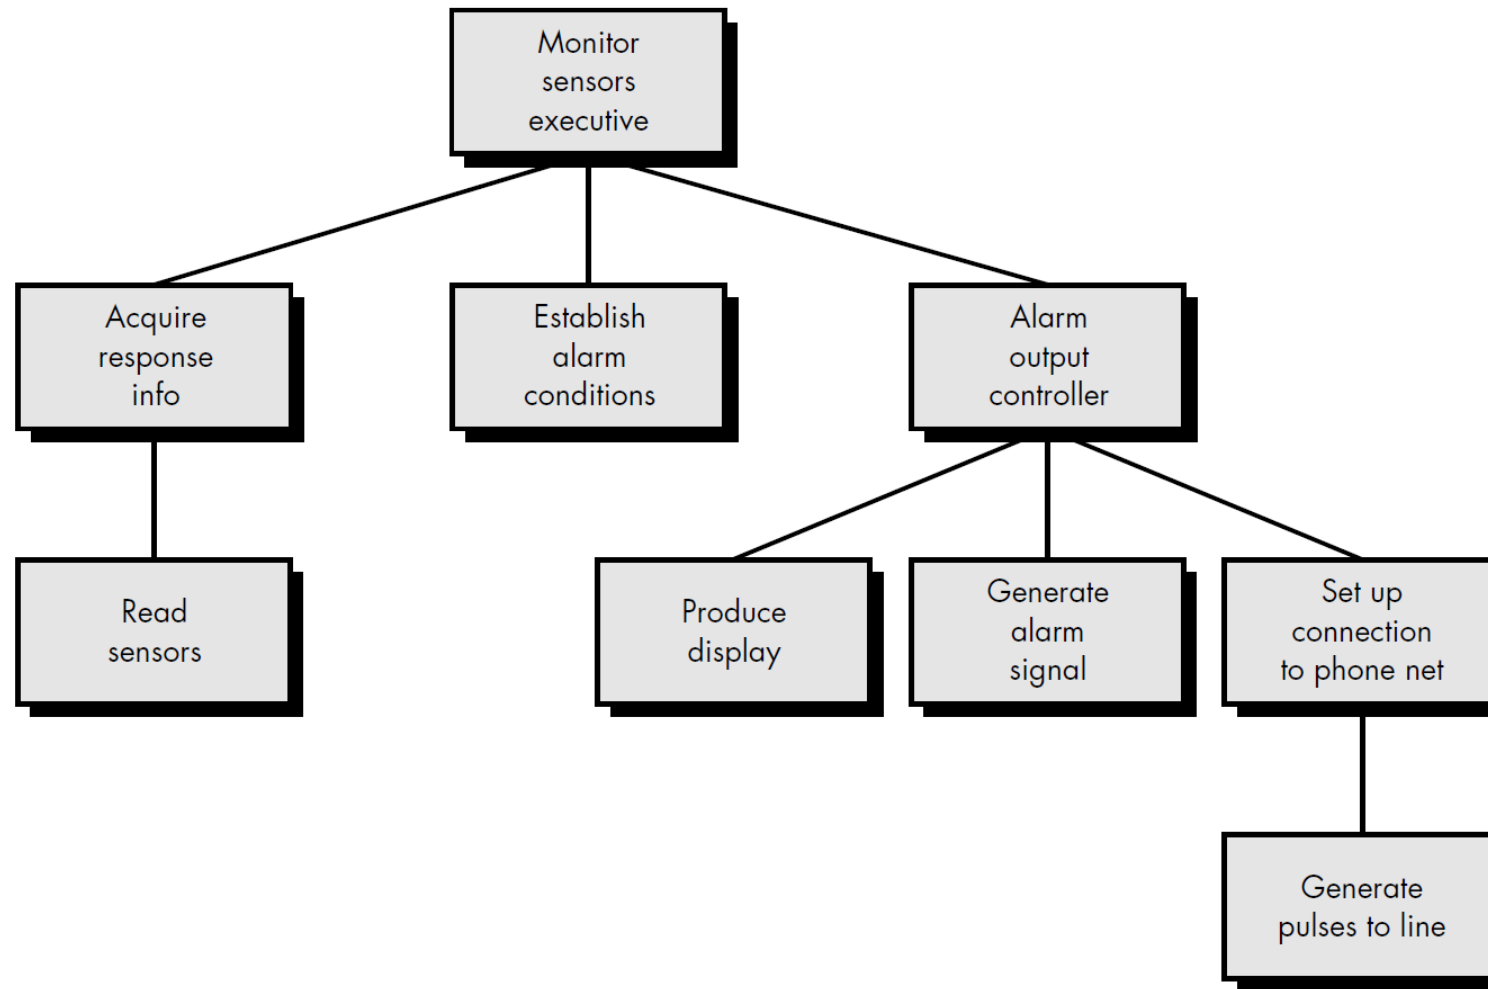 Monitor
sensors
executive
Acquire
response
info
Establish
alarm
conditions
Alarm
output
controller
Read
sensors
Produce
display
Generate
alarm
signal
Set up
connection
to phone net
Generate
pulses to line